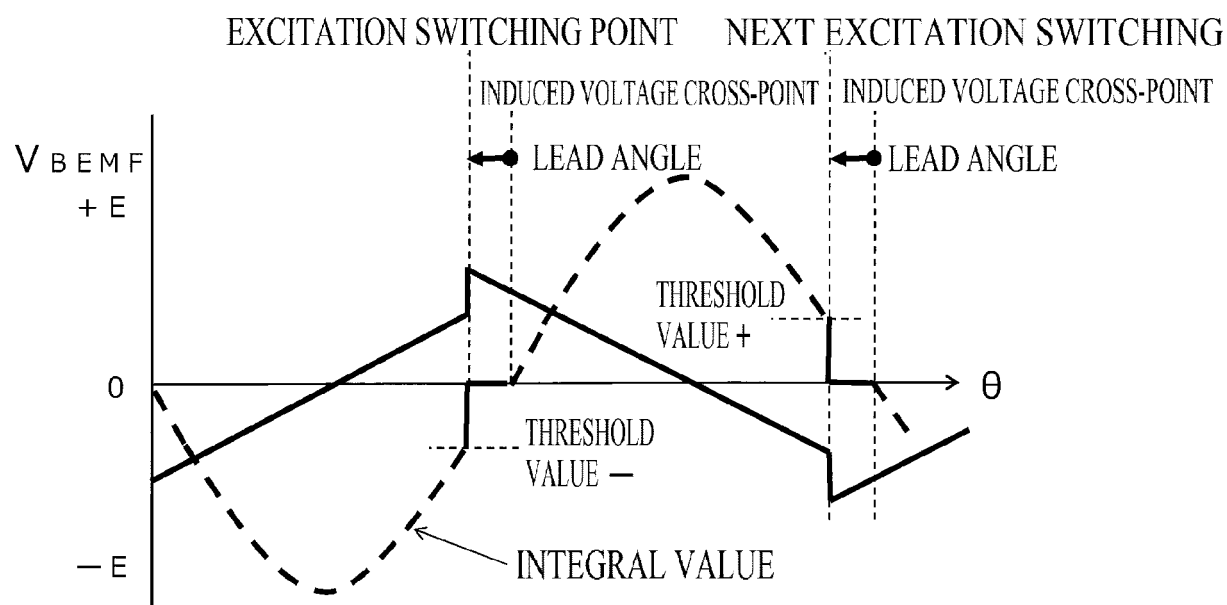 EXCITATION SWITCHING POINT
NEXT EXCITATION SWITCHING
INDUCED VOLTAGE CROSS-POINT
INDUCED VOLTAGE CROSS-POINT
V BEMF
LEAD ANGLE
LEAD ANGLE
+E
THRESHOLD
VALUE +
0
θ
THRESHOLD
VALUE —
—E
INTEGRAL VALUE